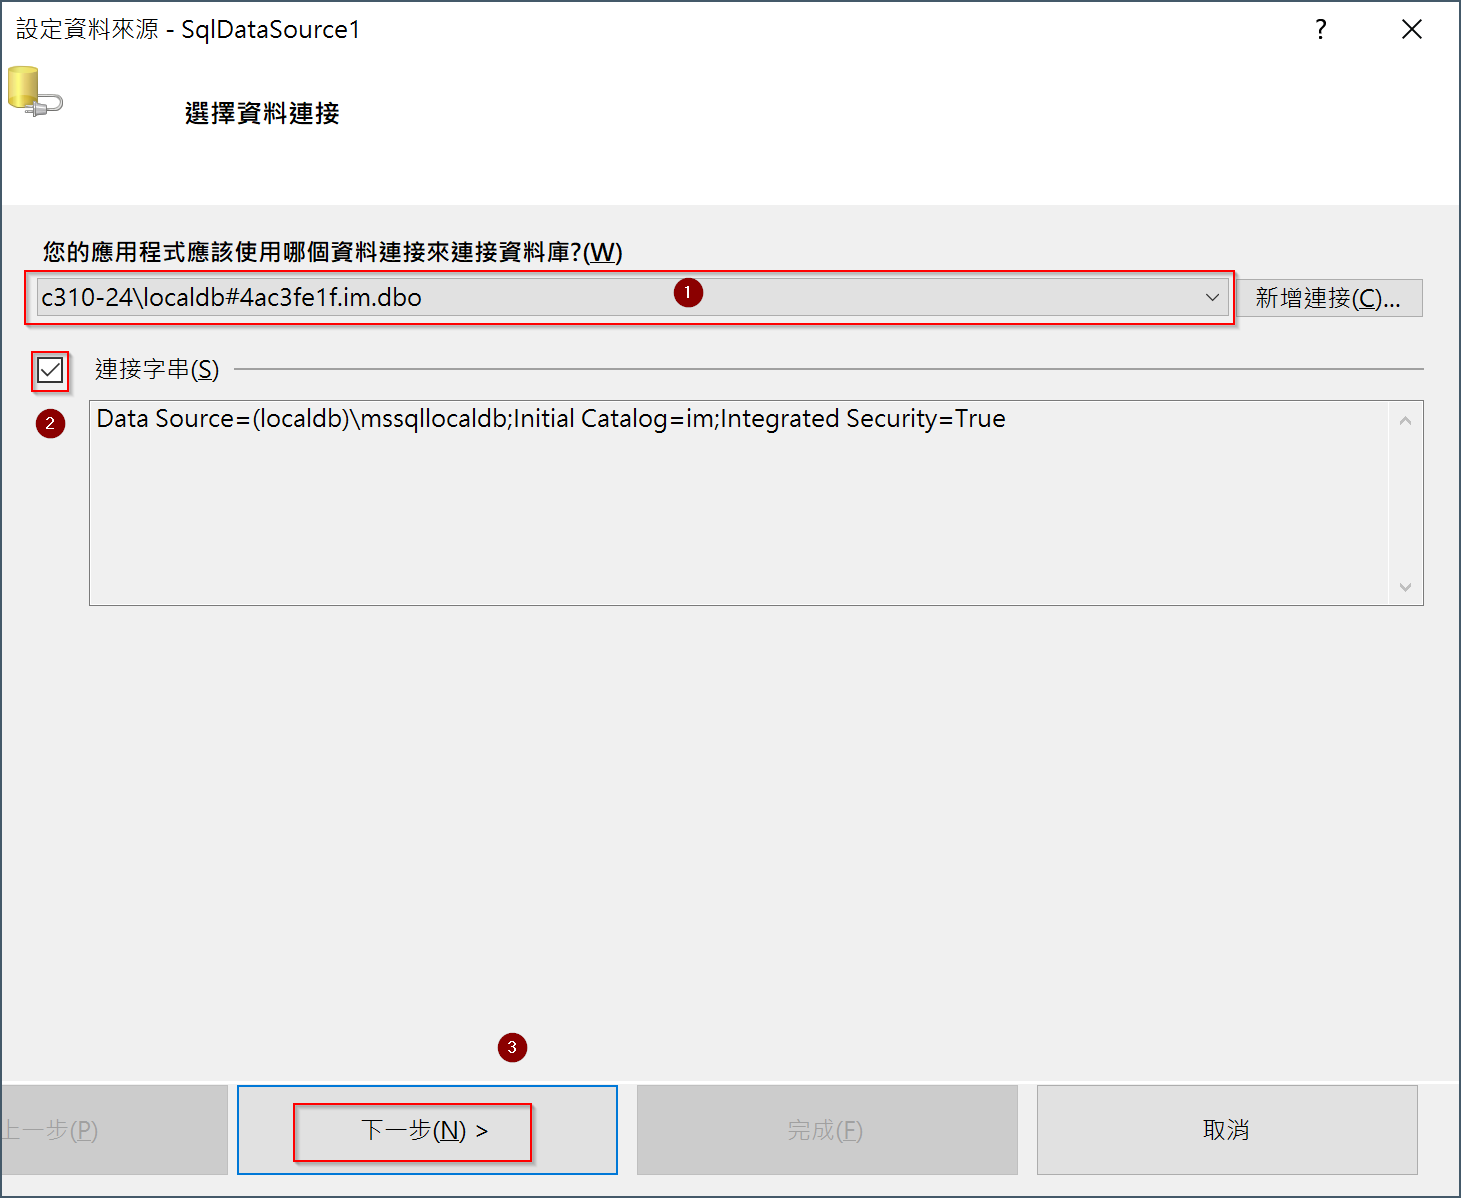 設定資料來源 - SqlDataSource1
?
選擇資料連接
您的應用程式應該使用哪個資料連接來連接資料庫?(W)
c310-24\localdb#4ac3fe1f.im.dbo
1
新增連接(C)...
連接字串(S)
2
Data Source=(localdb)\mssqllocaldb;Initial Catalog=im;Integrated Security=True
3
上一步(P)
下一步(N) >
完成(F)
取消